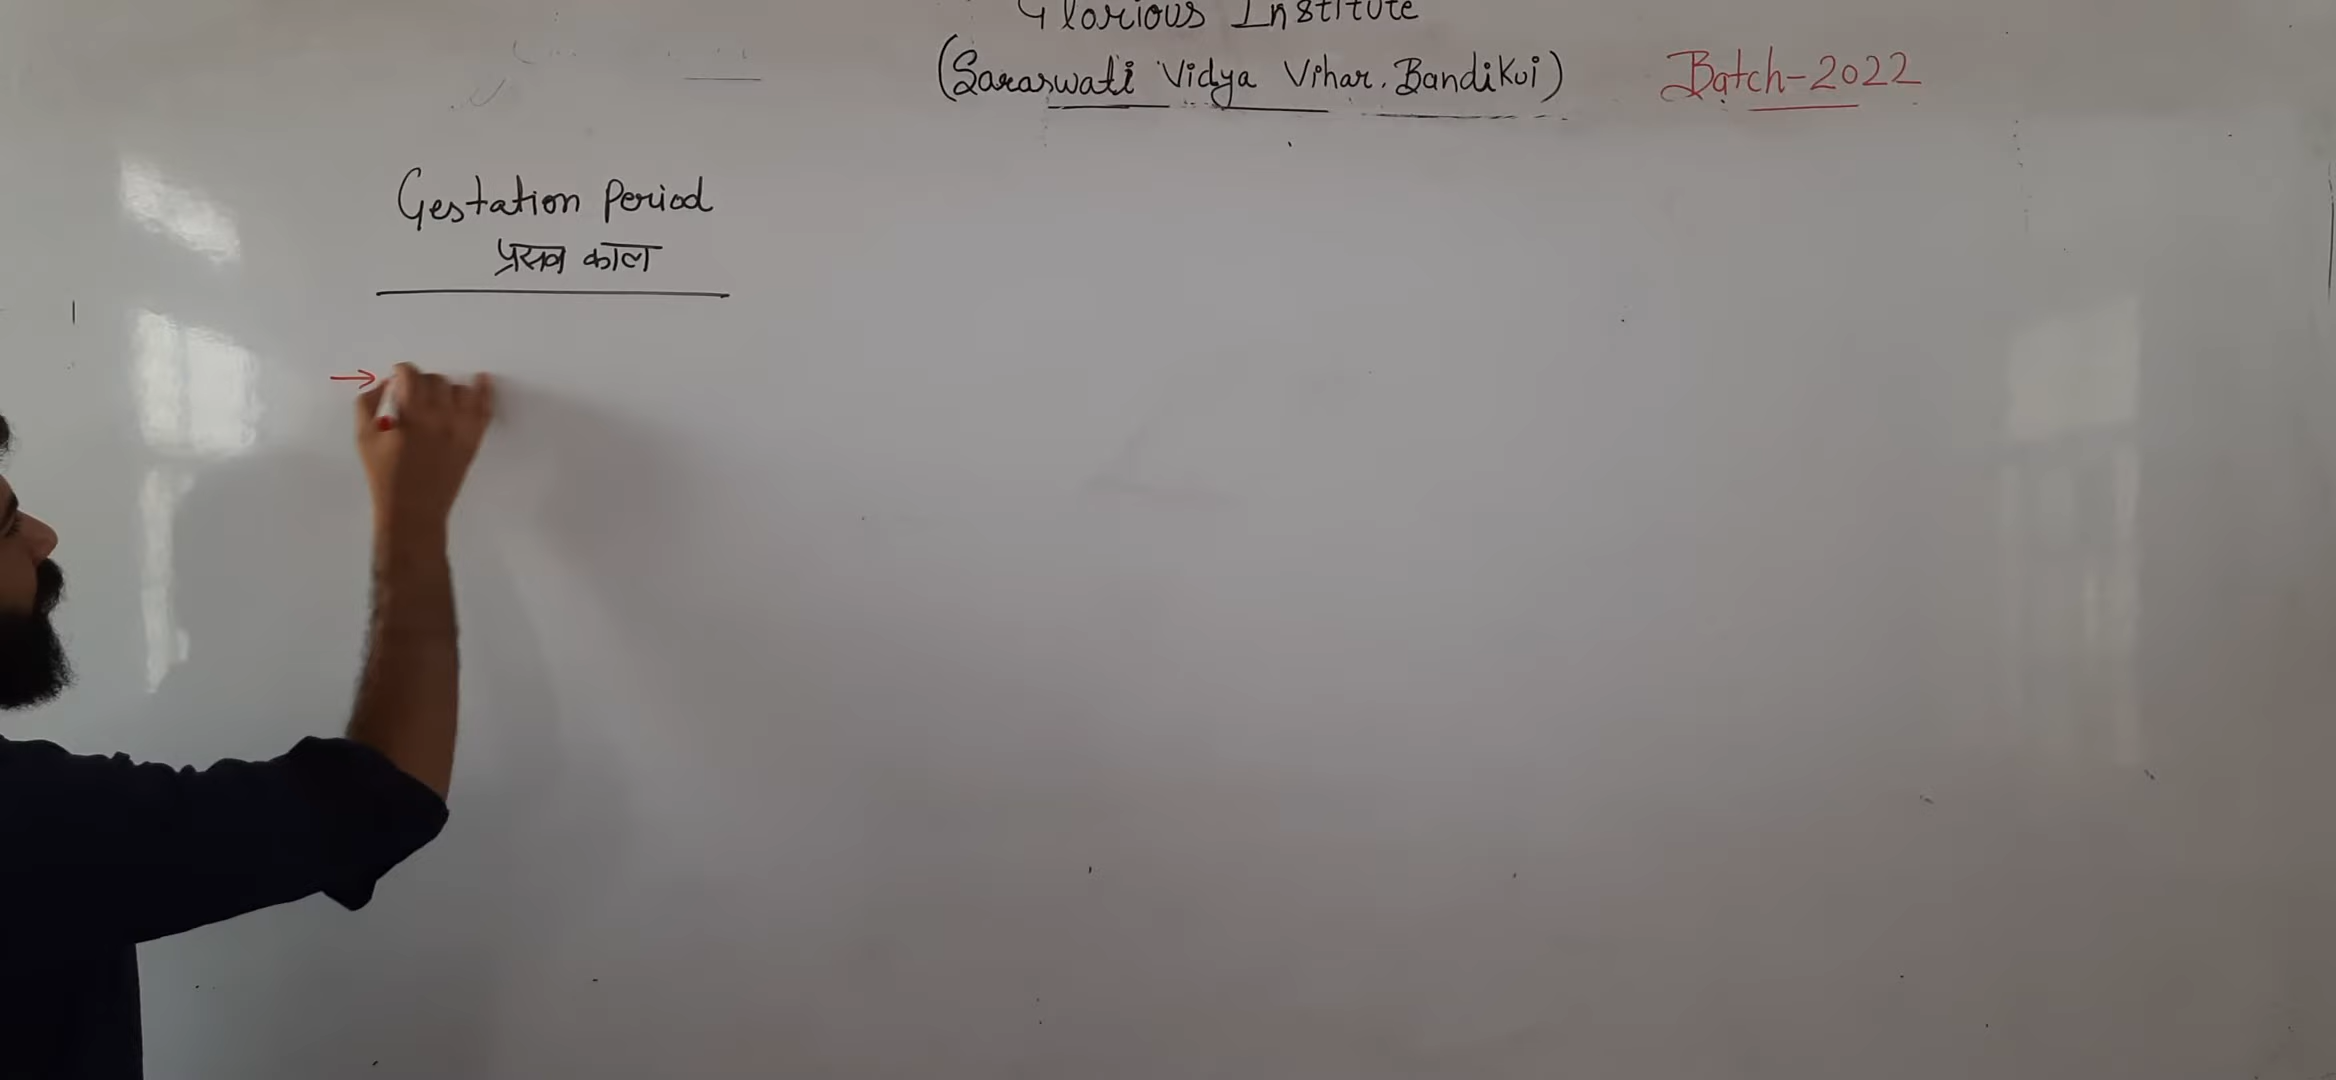 Glorious Institute
(Saraswati Vidya Vihar, Bandikui)
Batch-2022
Gestation Period
प्रसव काल
→